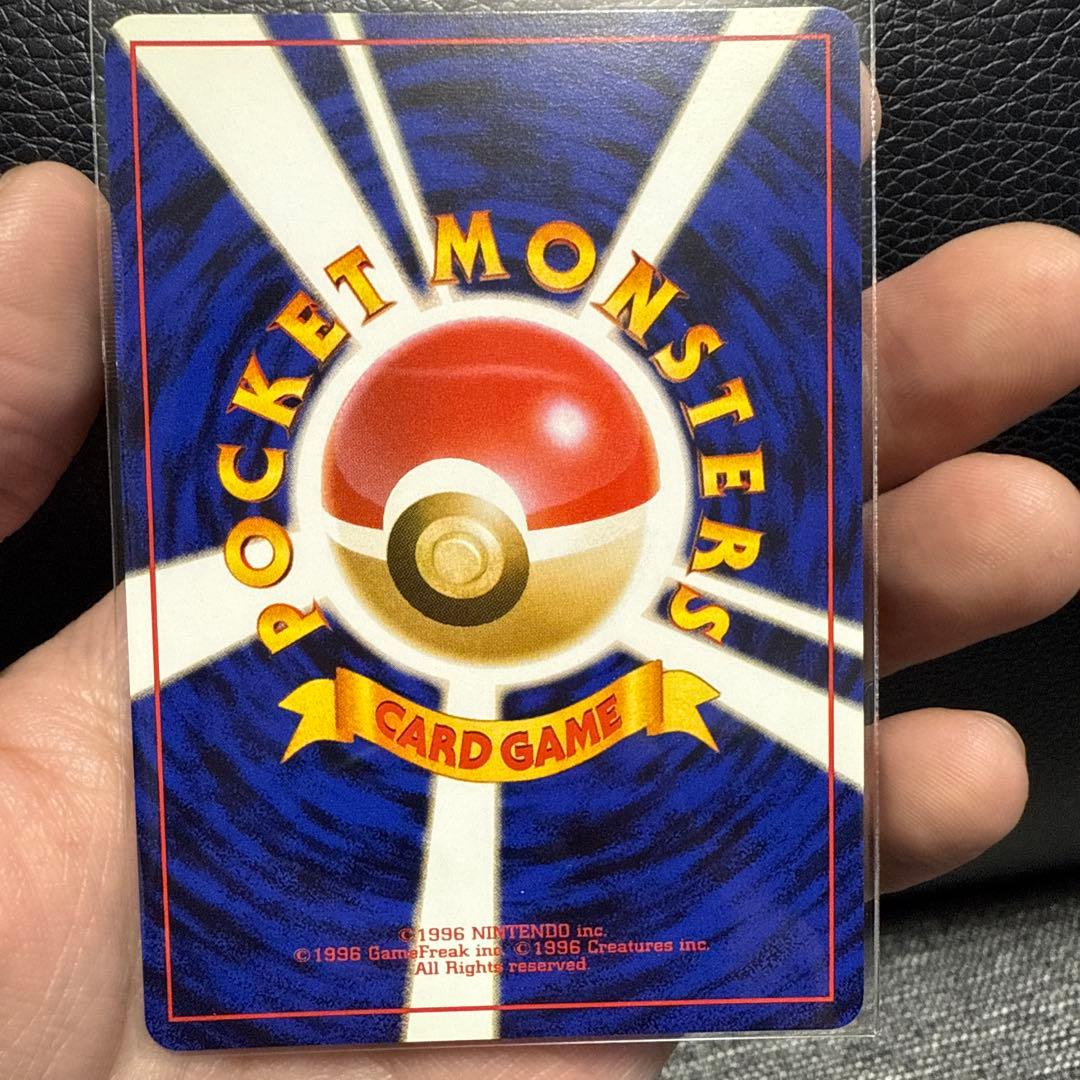 POCKET MONSTERS
CARD GAME
©1996 NINTENDO inc.
©1996 GameFreak inc. ©1996 Creatures inc.
All Rights reserved.